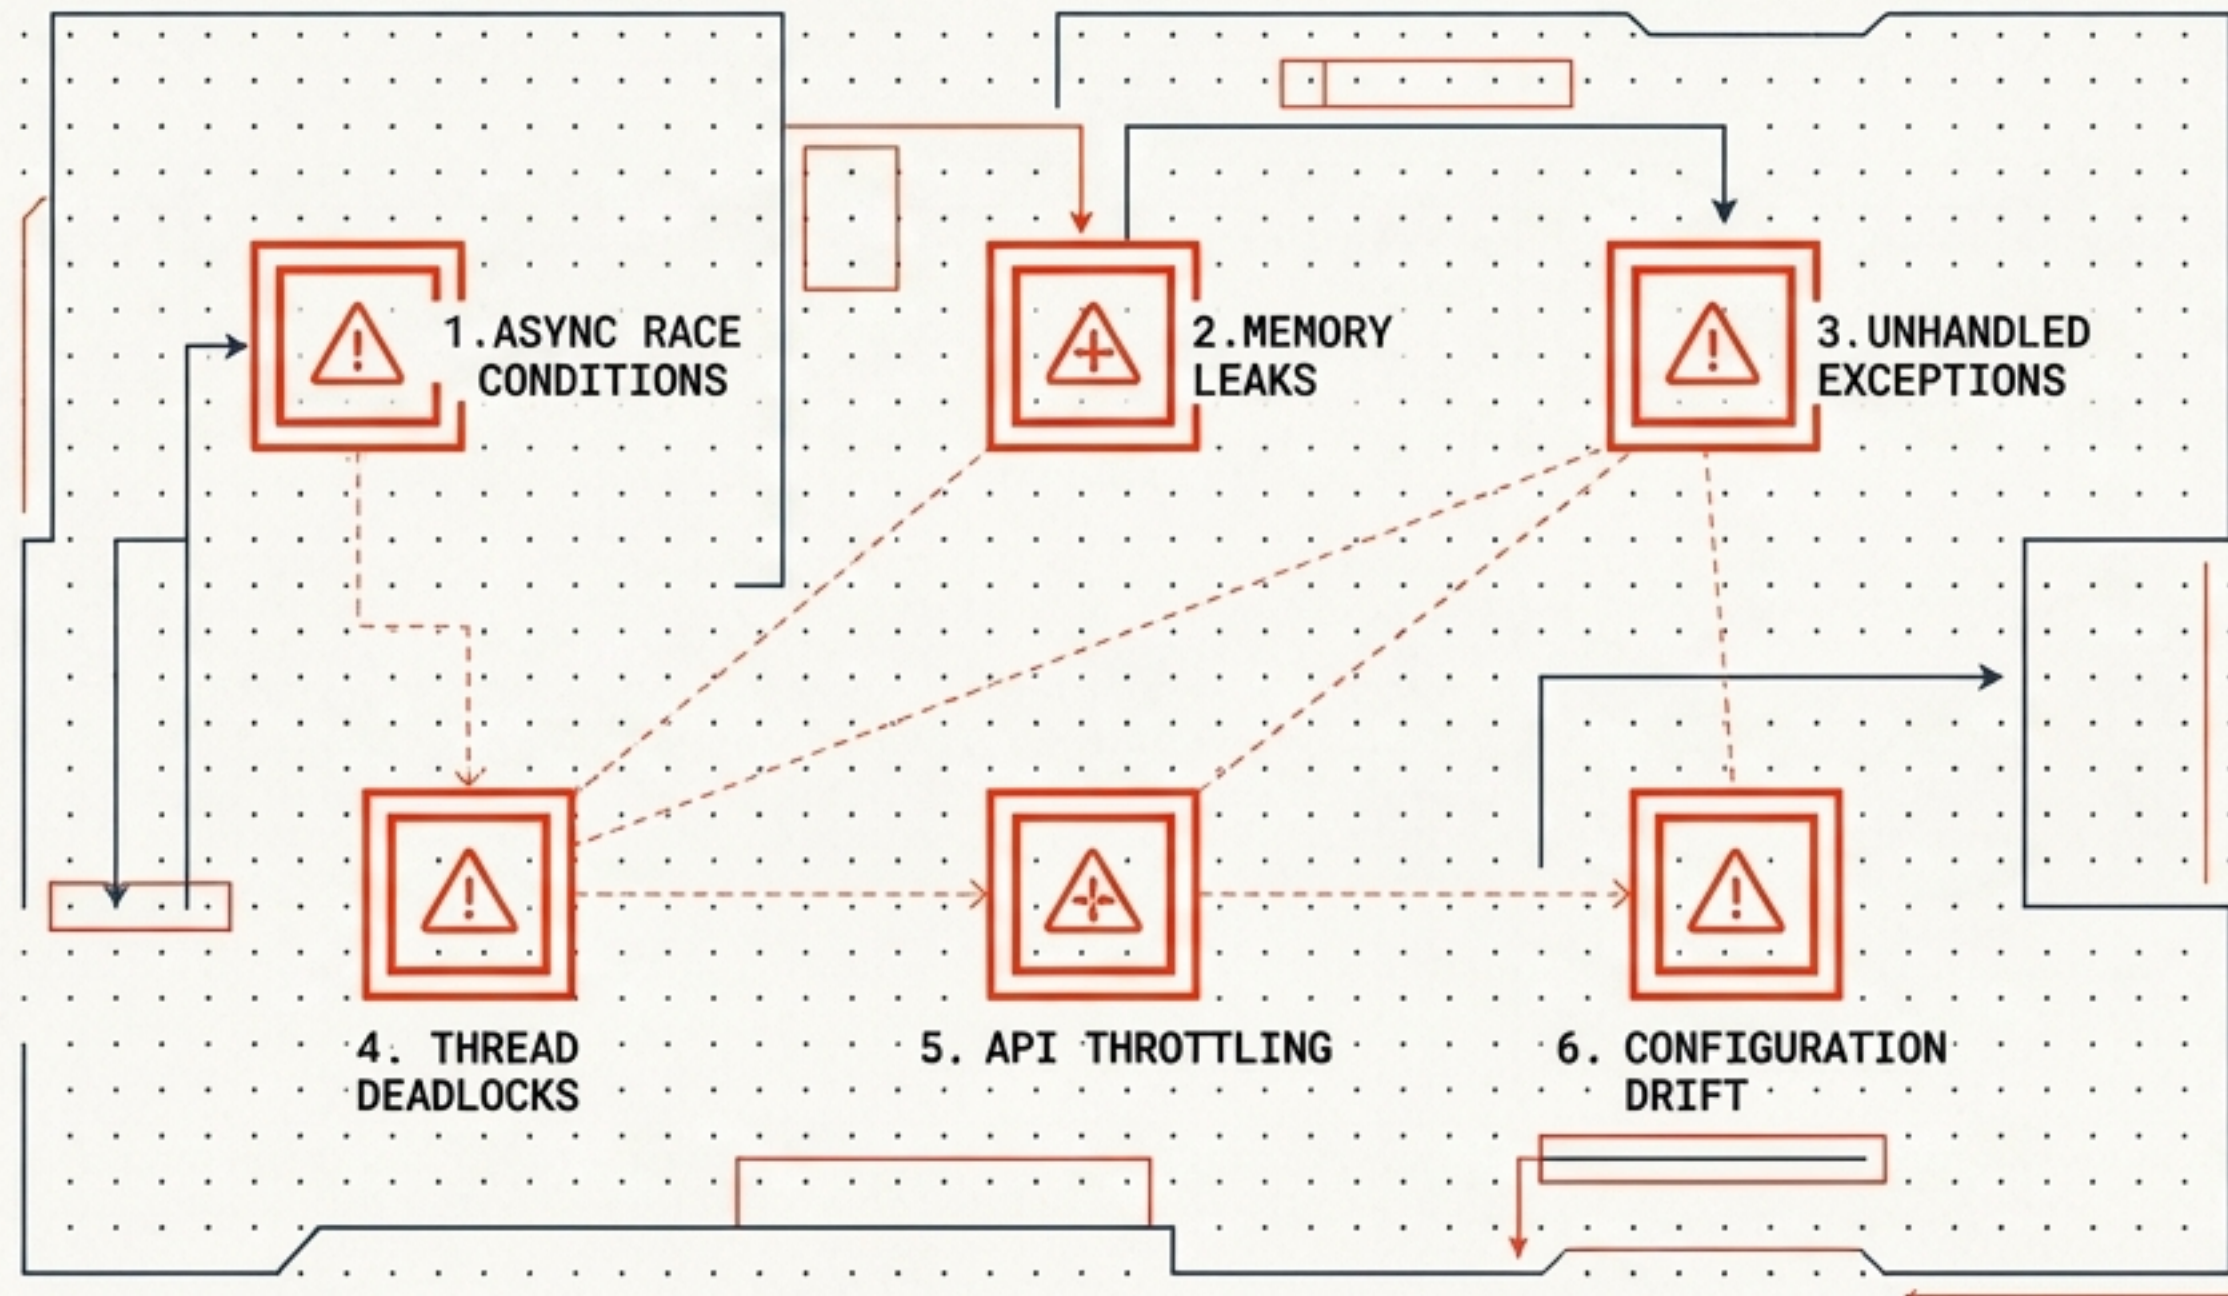 1.ASYNC RACE
CONDITIONS
2.MEMORY
LEAKS
3.UNHANDLED
EXCEPTIONS
4. THREAD
DEADLOCKS
5. API THROTTLING
6. CONFIGURATION
DRIFT